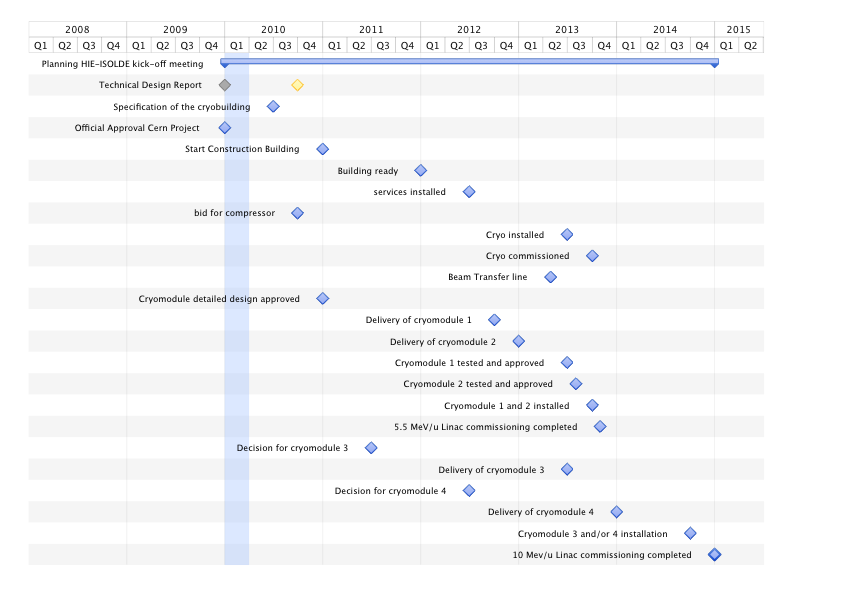 2008 2009 2010 2011 2012 2013 2014 2015
Q1 Q2 Q3 Q4 Q1 Q2 Q3 Q4 Q1 Q2 Q3 Q4 Q1 Q2 Q3 Q4 Q1 Q2 Q3 Q4 Q1 Q2 Q3 Q4 Q1 Q2 Q3 Q4 Q1 Q2
Planning HIE-ISOLDE kick-off meeting
Technical Design Report
Specification of the cryobuilding
Official Approval Cern Project
Start Construction Building
Building ready
services installed
bid for compressor
Cryo installed
Cryo commissioned
Beam Transfer line
Cryomodule detailed design approved
Delivery of cryomodule 1
Delivery of cryomodule 2
Cryomodule 1 tested and approved
Cryomodule 2 tested and approved
Cryomodule 1 and 2 installed
5.5 MeV/u Linac commissioning completed
Decision for cryomodule 3
Delivery of cryomodule 3
Decision for cryomodule 4
Delivery of cryomodule 4
Cryomodule 3 and/or 4 installation
10 Mev/u Linac commissioning completed